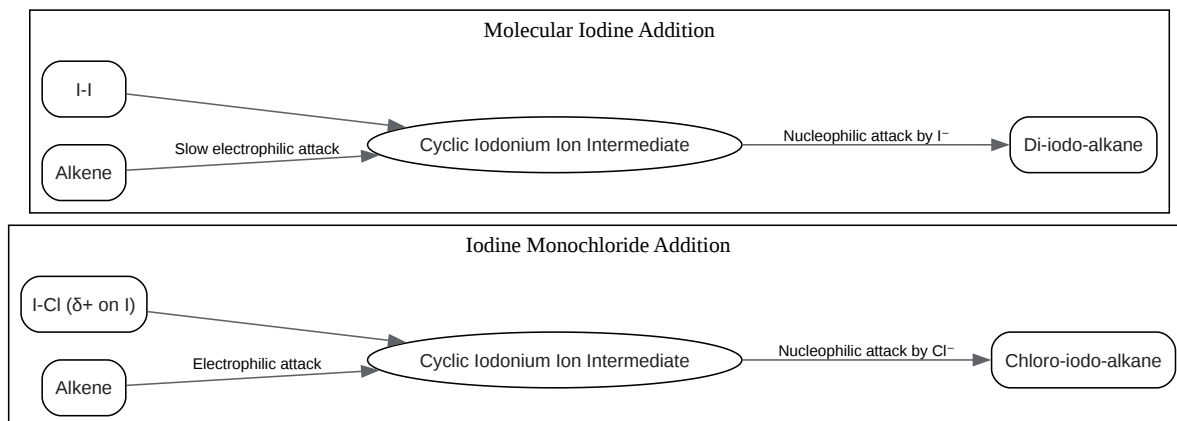 Molecular Iodine Addition
I-I
Slow electrophilic attack
Alkene
Cyclic Iodonium Ion Intermediate
Nucleophilic attack by I⁻
Di-iodo-alkane
Iodine Monochloride Addition
I-Cl (δ+ on I)
Electrophilic attack
Alkene
Cyclic Iodonium Ion Intermediate
Nucleophilic attack by Cl⁻
Chloro-iodo-alkane